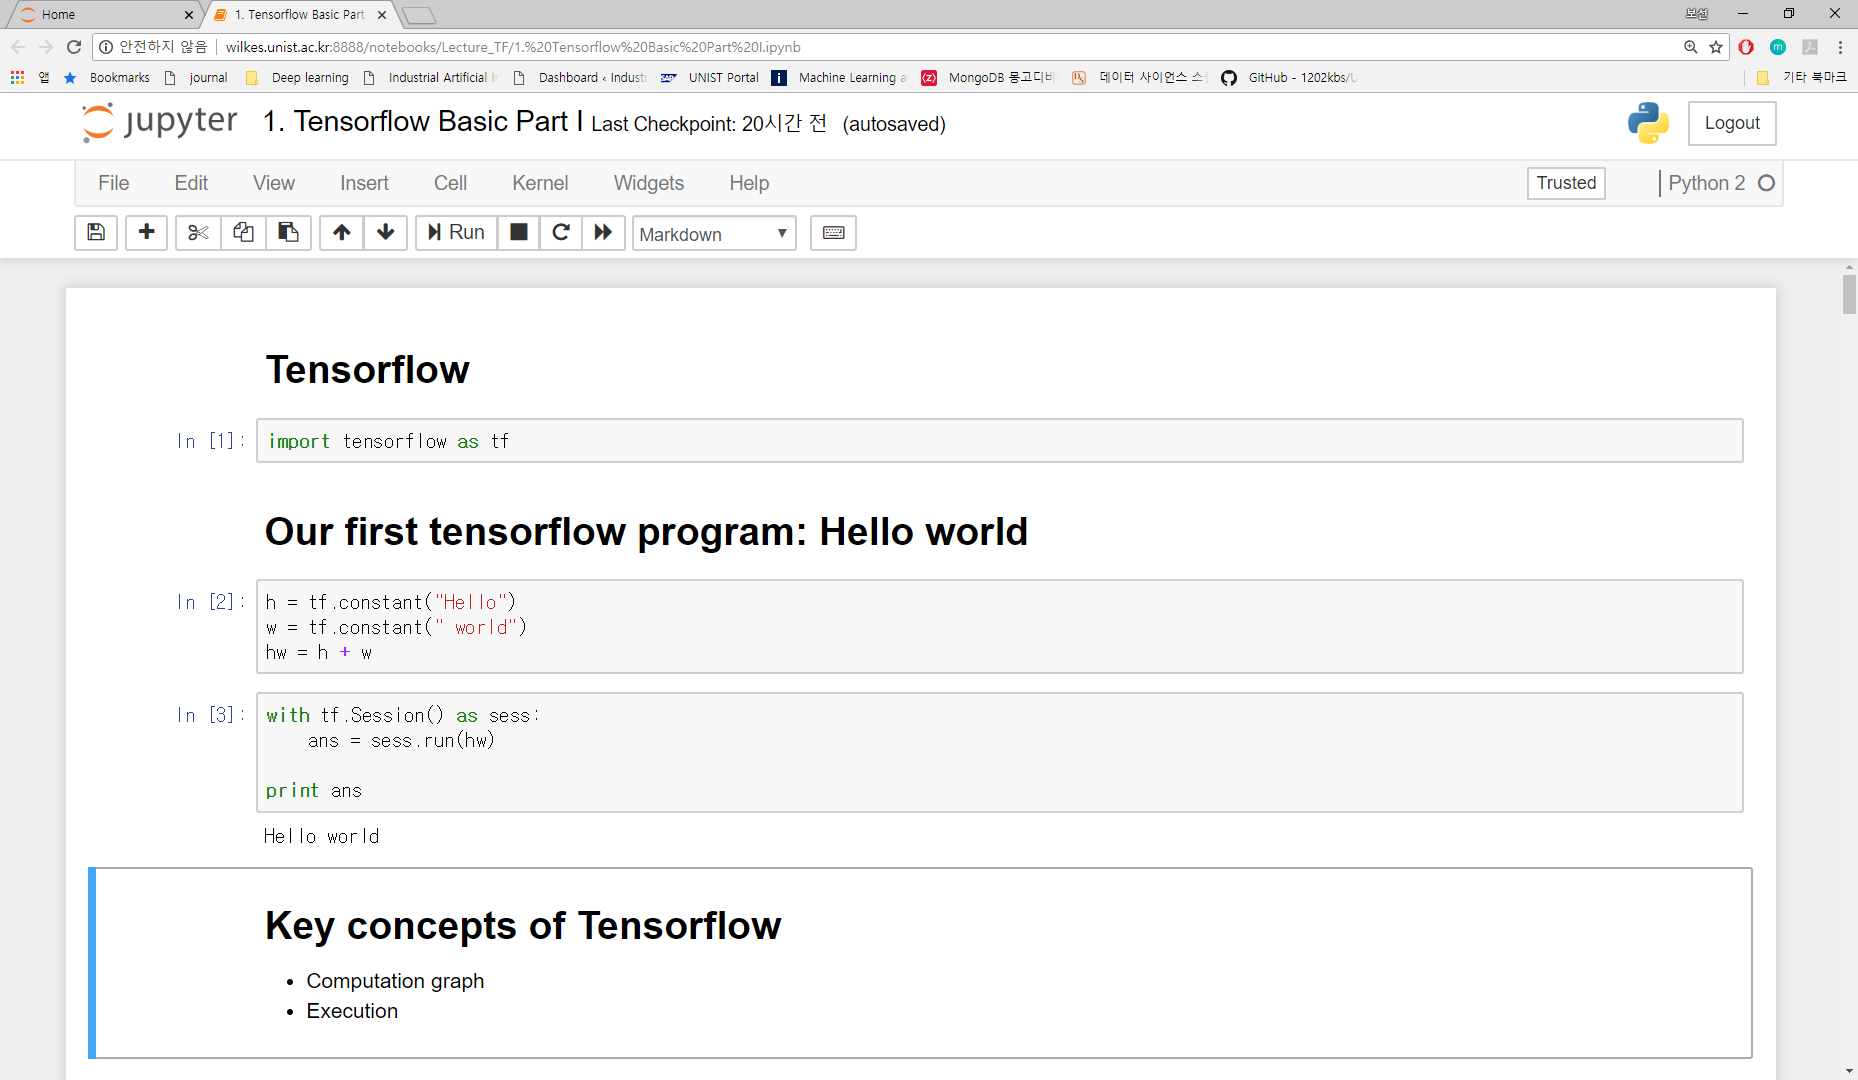 Home
1. Tensorflow Basic Part
보선
안전하지 않음 wilkes.unist.ac.kr:8888/notebooks/Lecture_TF/1.%20Tensorflow%20Basic%20Part%20I.ipynb
앱 Bookmarks journal Deep learning Industrial Artificial Dashboard ‹ Industr UNIST Portal Machine Learning a MongoDB 몽고디비 데이터 사이언스 스 GitHub - 1202kbs/U 기타 북마크
jupyter 1. Tensorflow Basic Part I Last Checkpoint: 20시간 전 (autosaved) Logout
File Edit View Insert Cell Kernel Widgets Help Trusted Python 2
Run Markdown
Tensorflow
In [1]: import tensorflow as tf
Our first tensorflow program: Hello world
In [2]: h = tf.constant("Hello")
w = tf.constant(" world")
hw = h + w
In [3]: with tf.Session() as sess:
    ans = sess.run(hw)
print ans
Hello world
Key concepts of Tensorflow
• Computation graph
• Execution